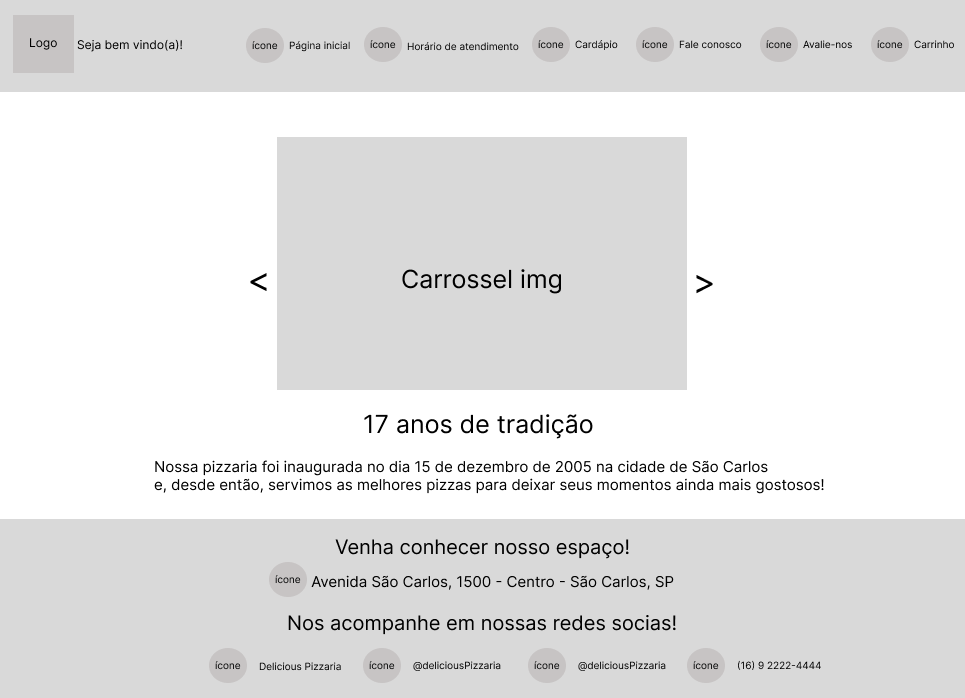 Logo
Seja bem vindo(a)!
ícone
Página inicial
ícone
Horário de atendimento
ícone
Cardápio
ícone
Fale conosco
ícone
Avalie-nos
ícone
Carrinho
<
Carrossel img
>
17 anos de tradição
Nossa pizzaria foi inaugurada no dia 15 de dezembro de 2005 na cidade de São Carlos
e, desde então, servimos as melhores pizzas para deixar seus momentos ainda mais gostosos!
Venha conhecer nosso espaço!
ícone
Avenida São Carlos, 1500 - Centro - São Carlos, SP
Nos acompanhe em nossas redes socias!
ícone
Delicious Pizzaria
ícone
@deliciousPizzaria
ícone
@deliciousPizzaria
ícone
(16) 9 2222-4444